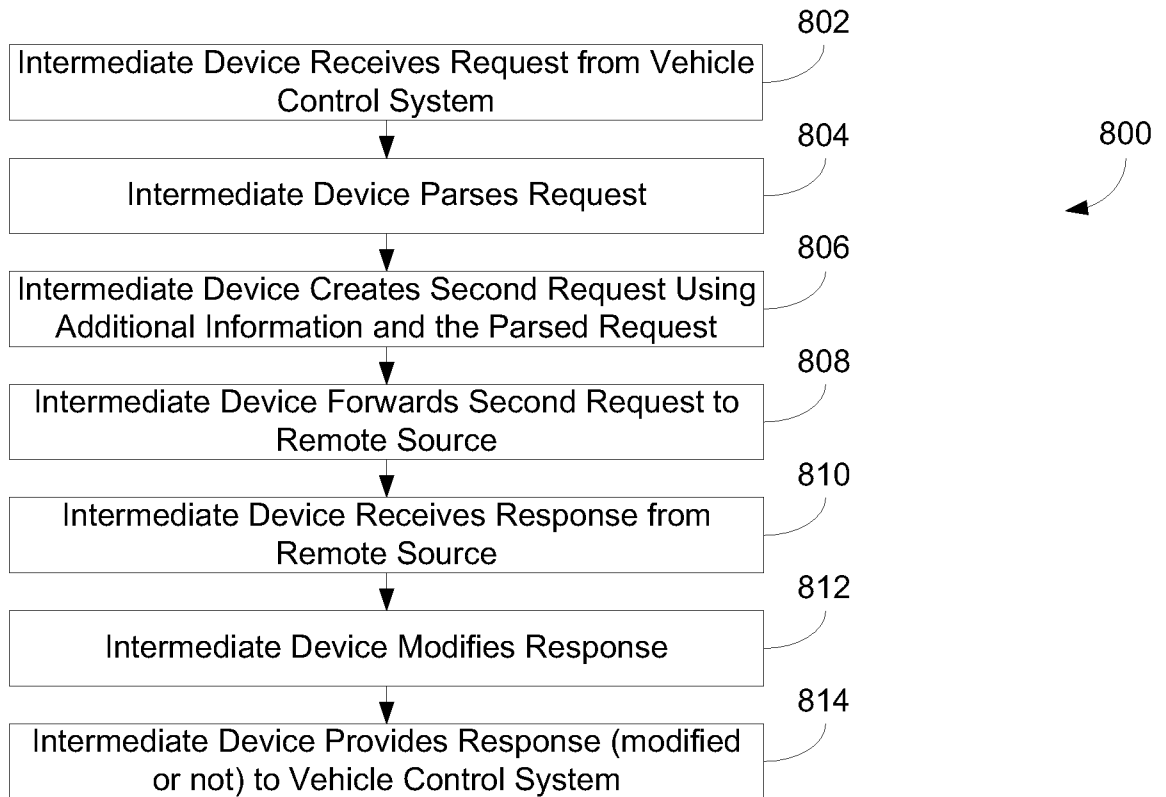 802
Intermediate Device Receives Request from Vehicle
Control System
804
800
Intermediate Device Parses Request
806
Intermediate Device Creates Second Request Using
Additional Information and the Parsed Request
808
Intermediate Device Forwards Second Request to
Remote Source
810
Intermediate Device Receives Response from
Remote Source
812
Intermediate Device Modifies Response
814
Intermediate Device Provides Response (modified
or not) to Vehicle Control System